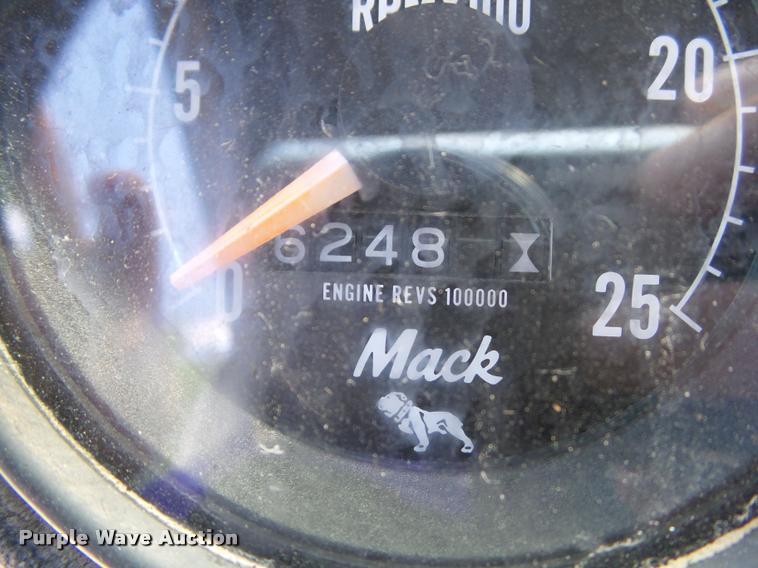 5
20
6248
0
ENGINE REVS 100000
25
Mack
Purple Wave Auction